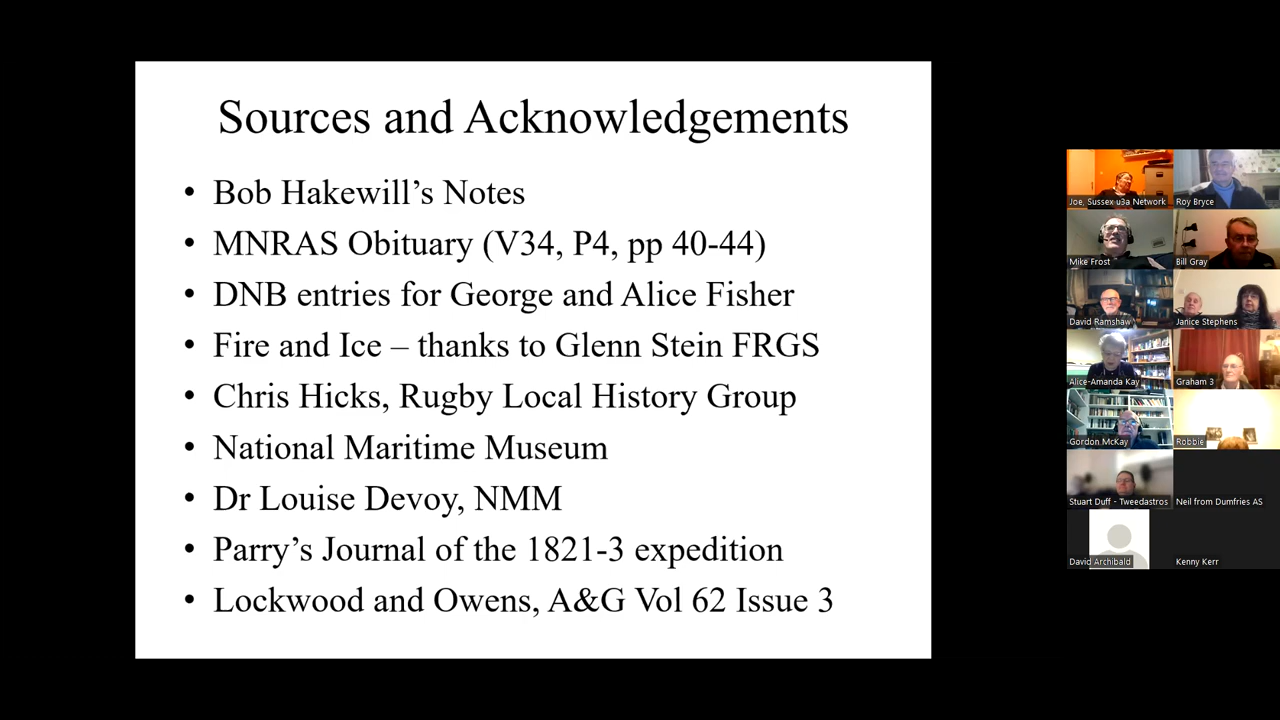 Sources and Acknowledgements
• Bob Hakewill’s Notes
• MNRAS Obituary (V34, P4, pp 40-44)
• DNB entries for George and Alice Fisher
• Fire and Ice – thanks to Glenn Stein FRGS
• Chris Hicks, Rugby Local History Group
• National Maritime Museum
• Dr Louise Devoy, NMM
• Parry’s Journal of the 1821-3 expedition
• Lockwood and Owens, A&G Vol 62 Issue 3
Joe, Sussex u3a Network
Roy Bryce
Mike Frost
Bill Gray
David Ramshaw
Janice Stephens
Alice-Amanda Kay
Graham 3
Gordon McKay
Robbie
Stuart Duff - Tweedastros
Neil from Dumfries AS
David Archibald
Kenny Kerr